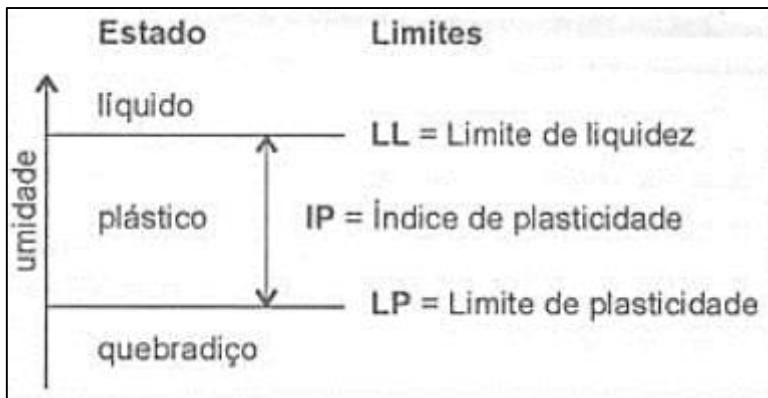 Estado Limites
líquido
LL = Limite de liquidez
umidade
plástico IP = Índice de plasticidade
LP = Limite de plasticidade
quebradiço